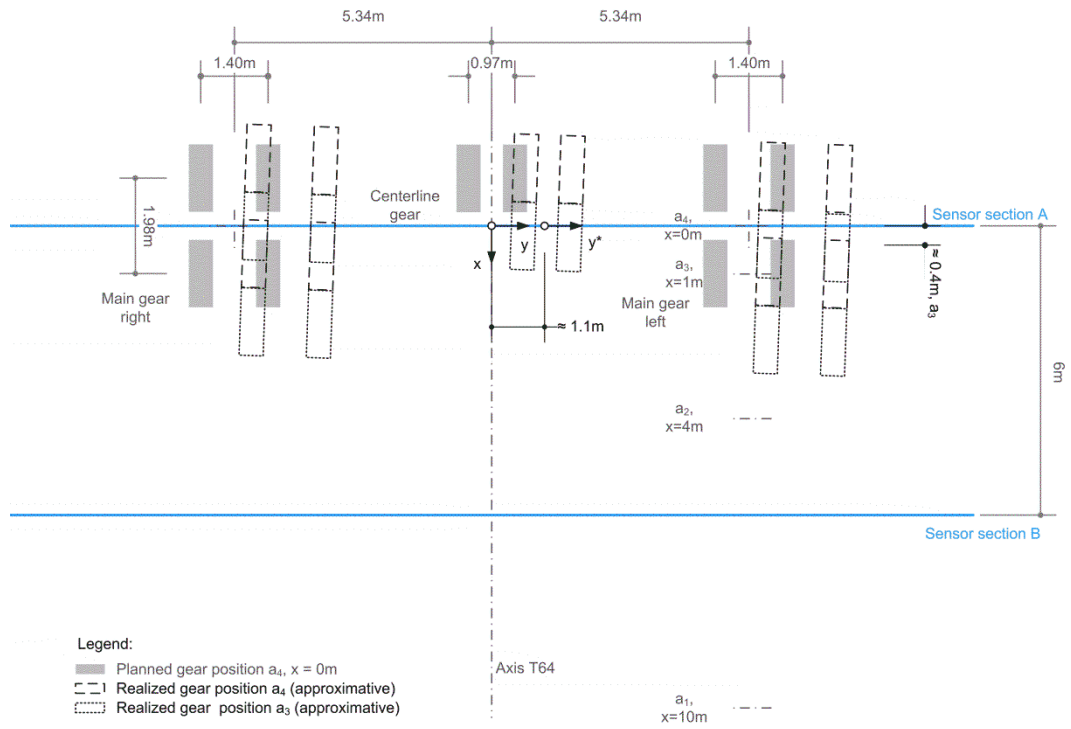 5.34m
5.34m
1.40m
0.97m
1.40m
Centerline
gear
1.98m
a4,
x=0m
Sensor section A
y
y*
x
a3,
x=1m
≈ 0.4m, a3
Main gear
right
Main gear
left
≈ 1.1m
6m
a2,
x=4m
Sensor section B
Legend:
Planned gear position a4, x = 0m
Realized gear position a4 (approximative)
Realized gear position a3 (approximative)
Axis T64
a1,
x=10m